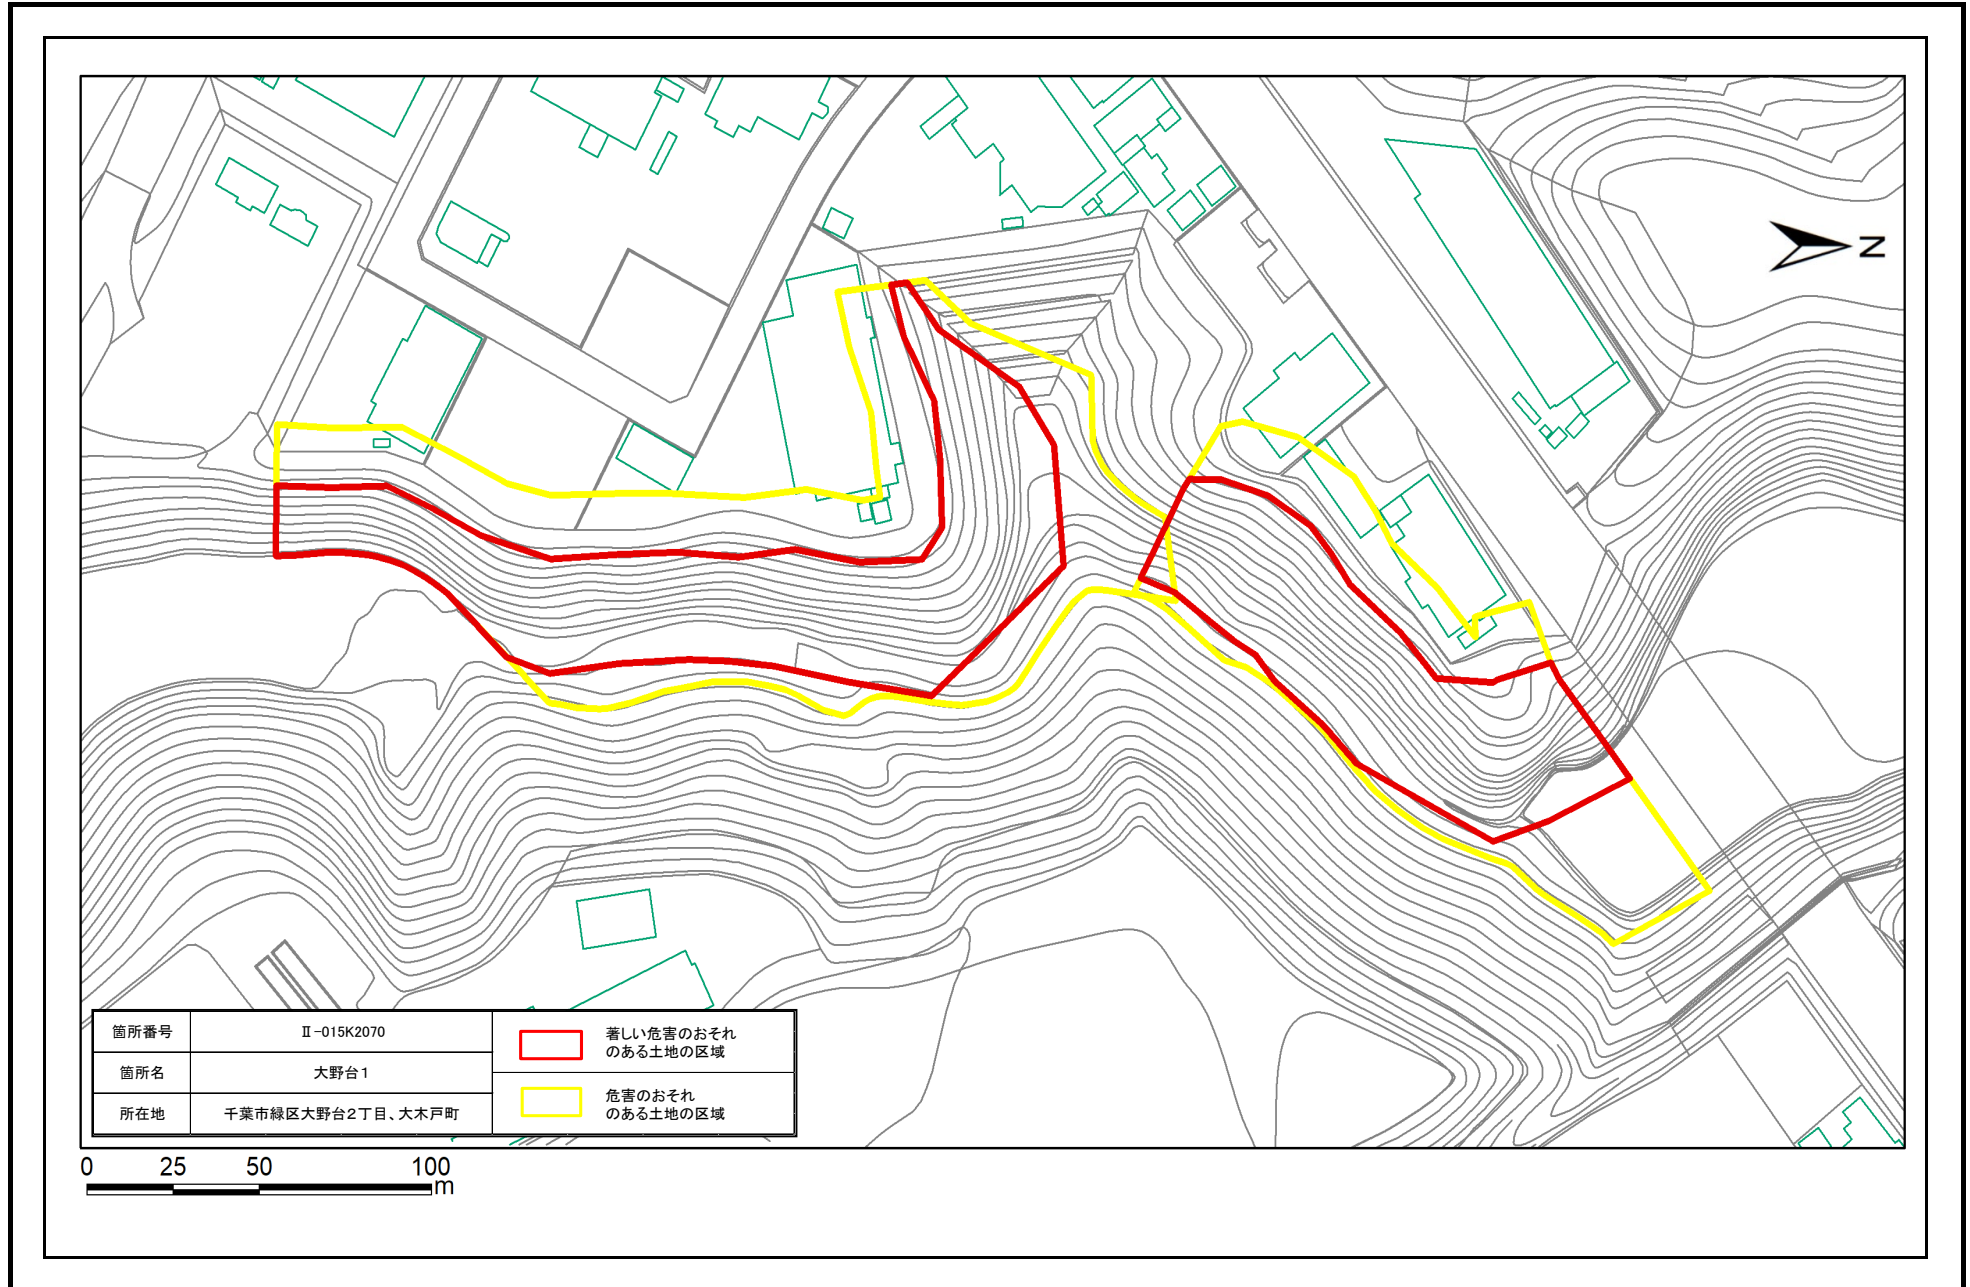 N
箇所番号
Ⅱ-015K2070
箇所名
大野台1
所在地
千葉市緑区大野台2丁目、大木戸町
著しい危害のおそれ
のある土地の区域
危害のおそれ
のある土地の区域
0 25 50 100
m